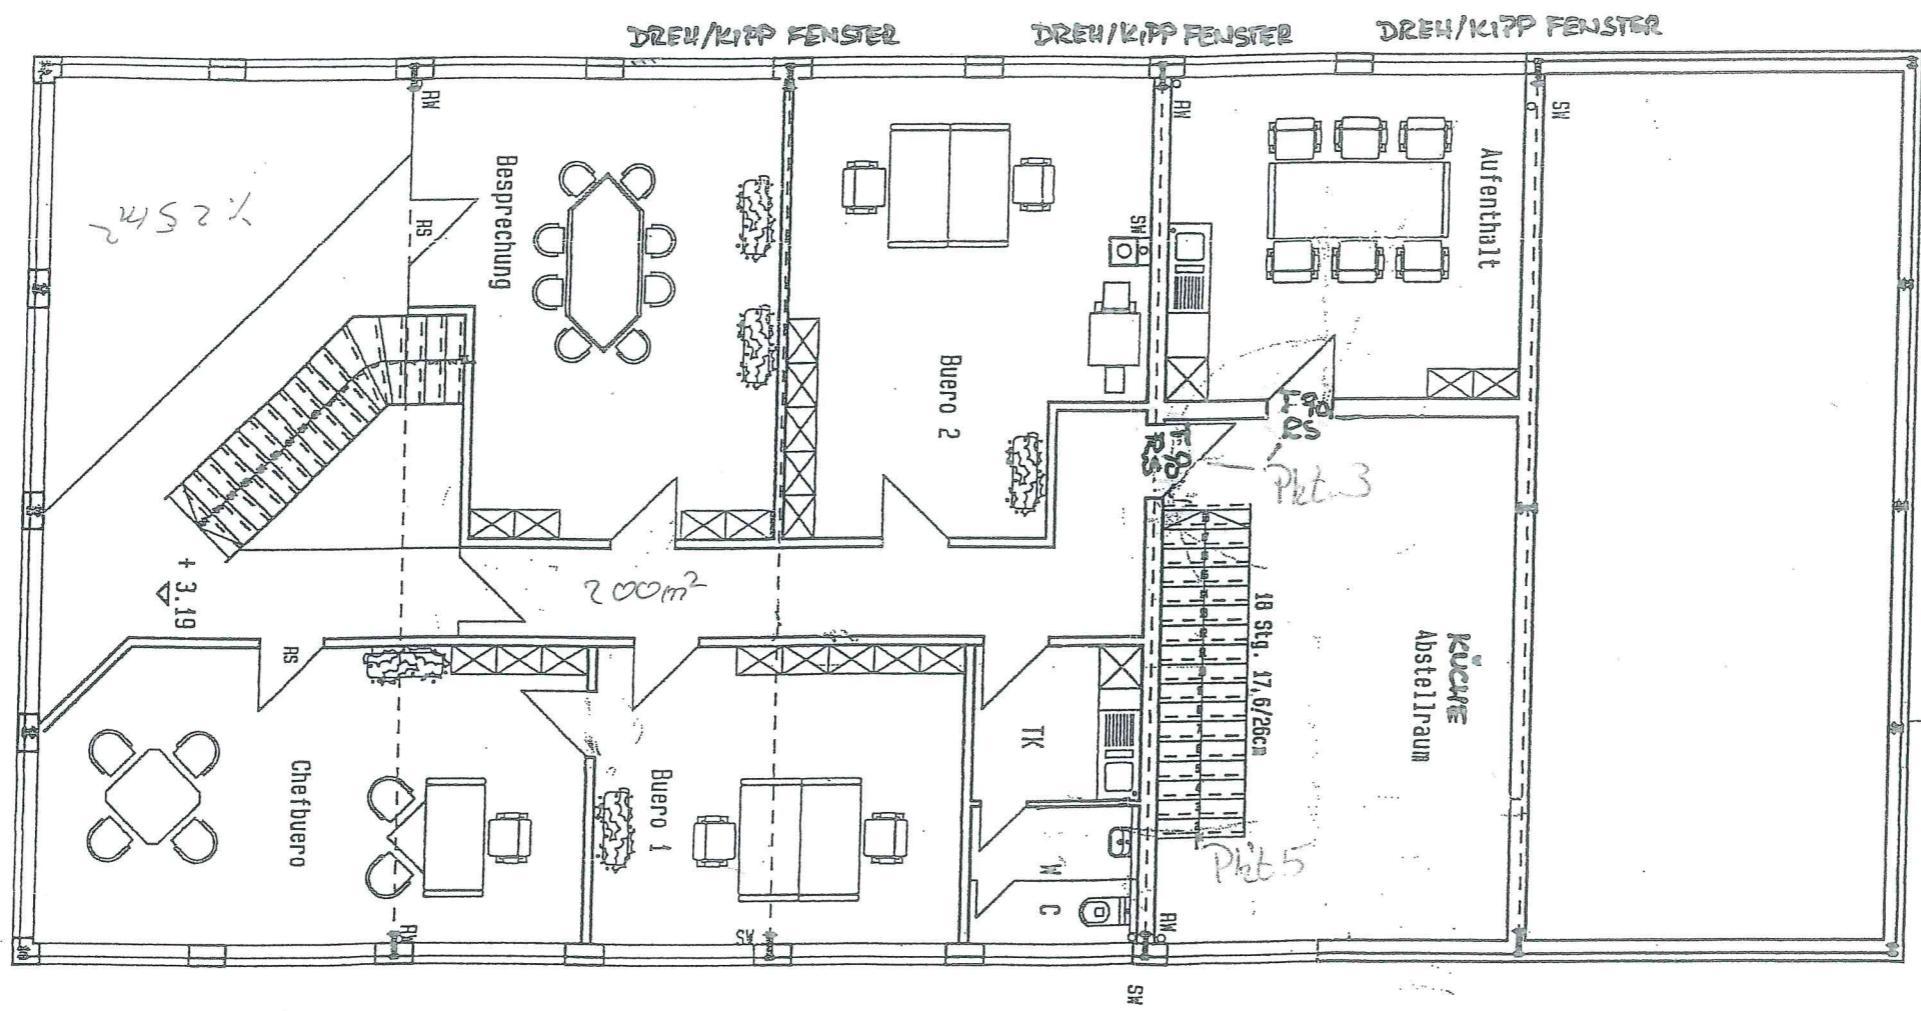 DREH/KIPP FENSTER
DREH/KIPP FENSTER
DREH/KIPP FENSTER
RW
RW
SW
Besprechung
Aufenthalt
RS
SW
Buero 2
T90
RS
T90
RS
Pkt. 3
200m²
+ 3.19
18 Stg. 17,6/26cm
KÜCHE
Abstellraum
RS
TK
Chefbuero
Buero 1
W
C
Pkt 5
RW
SW
RW
SW